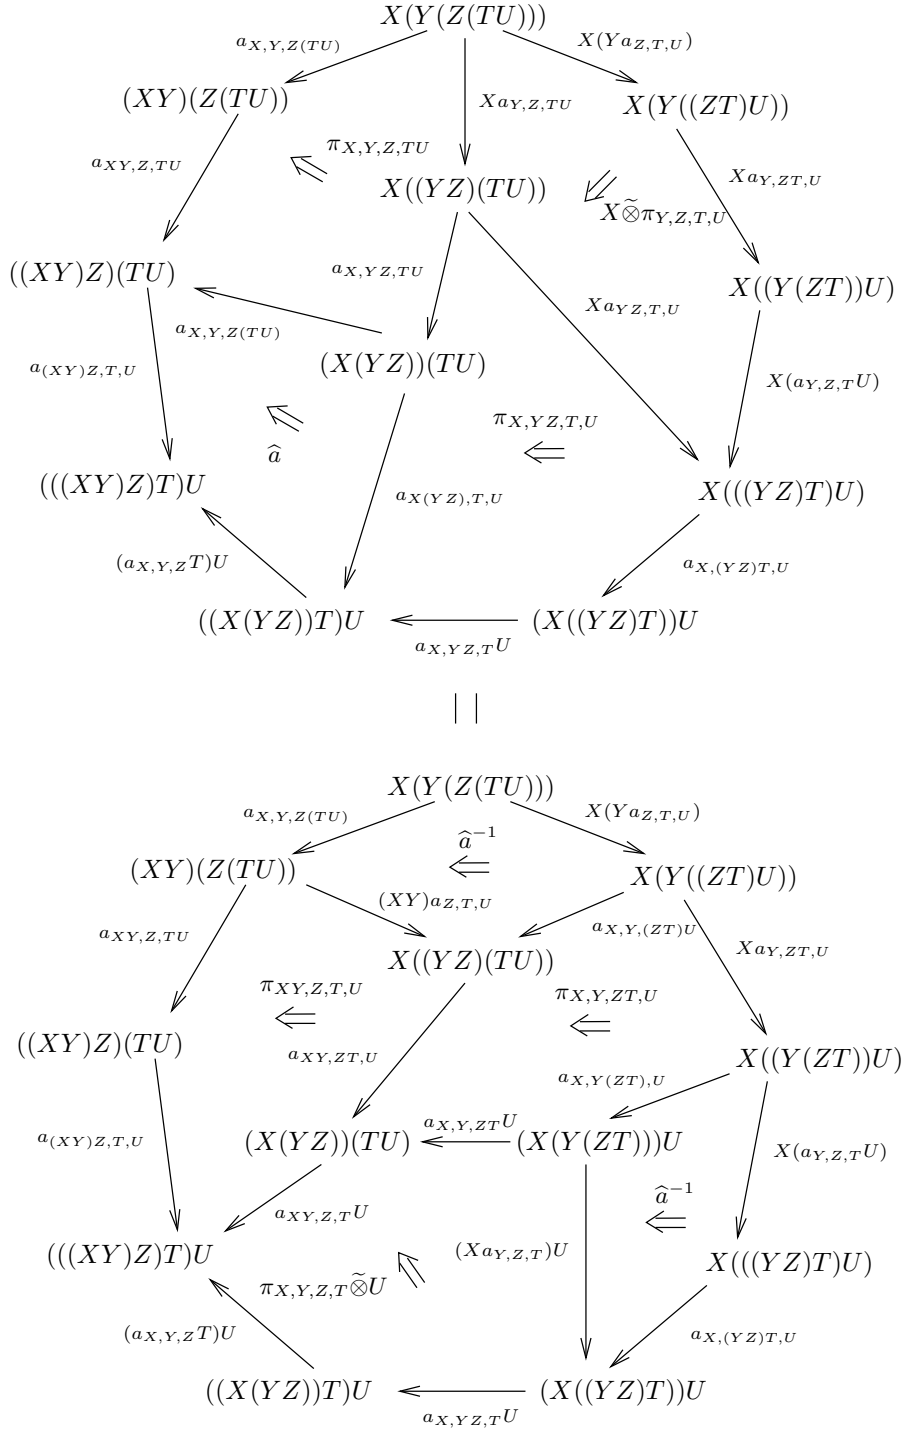 X(Y(Z(TU)))
a_{X,Y,Z(TU)}
X(Ya_{Z,T,U})
(XY)(Z(TU))
Xa_{Y,Z,TU}
X(Y((ZT)U))
π_{X,Y,Z,TU}
a_{XY,Z,TU}
Xa_{Y,ZT,U}
X((YZ)(TU))
X\widetilde{⊗}π_{Y,Z,T,U}
((XY)Z)(TU)
a_{X,YZ,TU}
X((Y(ZT))U)
Xa_{YZ,T,U}
a_{X,Y,Z(TU)}
a_{(XY)Z,T,U}
(X(YZ))(TU)
X(a_{Y,Z,T}U)
π_{X,YZ,T,U}
\widehat{a}
(((XY)Z)T)U
a_{X(YZ),T,U}
X(((YZ)T)U)
(a_{X,Y,Z}T)U
a_{X,(YZ)T,U}
((X(YZ))T)U
(X((YZ)T))U
a_{X,YZ,T}U
||
X(Y(Z(TU)))
a_{X,Y,Z(TU)}
X(Ya_{Z,T,U})
\widehat{a}^{-1}
(XY)(Z(TU))
X(Y((ZT)U))
(XY)a_{Z,T,U}
a_{X,Y,(ZT)U}
a_{XY,Z,TU}
Xa_{Y,ZT,U}
X((YZ)(TU))
π_{XY,Z,T,U}
π_{X,Y,ZT,U}
((XY)Z)(TU)
a_{XY,ZT,U}
X((Y(ZT))U)
a_{X,Y(ZT),U}
a_{(XY)Z,T,U}
(X(YZ))(TU)
a_{X,Y,ZT}U
(X(Y(ZT)))U
X(a_{Y,Z,T}U)
\widehat{a}^{-1}
a_{XY,Z,T}U
(((XY)Z)T)U
(Xa_{Y,Z,T})U
X(((YZ)T)U)
π_{X,Y,Z,T}\widetilde{⊗}U
(a_{X,Y,Z}T)U
a_{X,(YZ)T,U}
((X(YZ))T)U
(X((YZ)T))U
a_{X,YZ,T}U